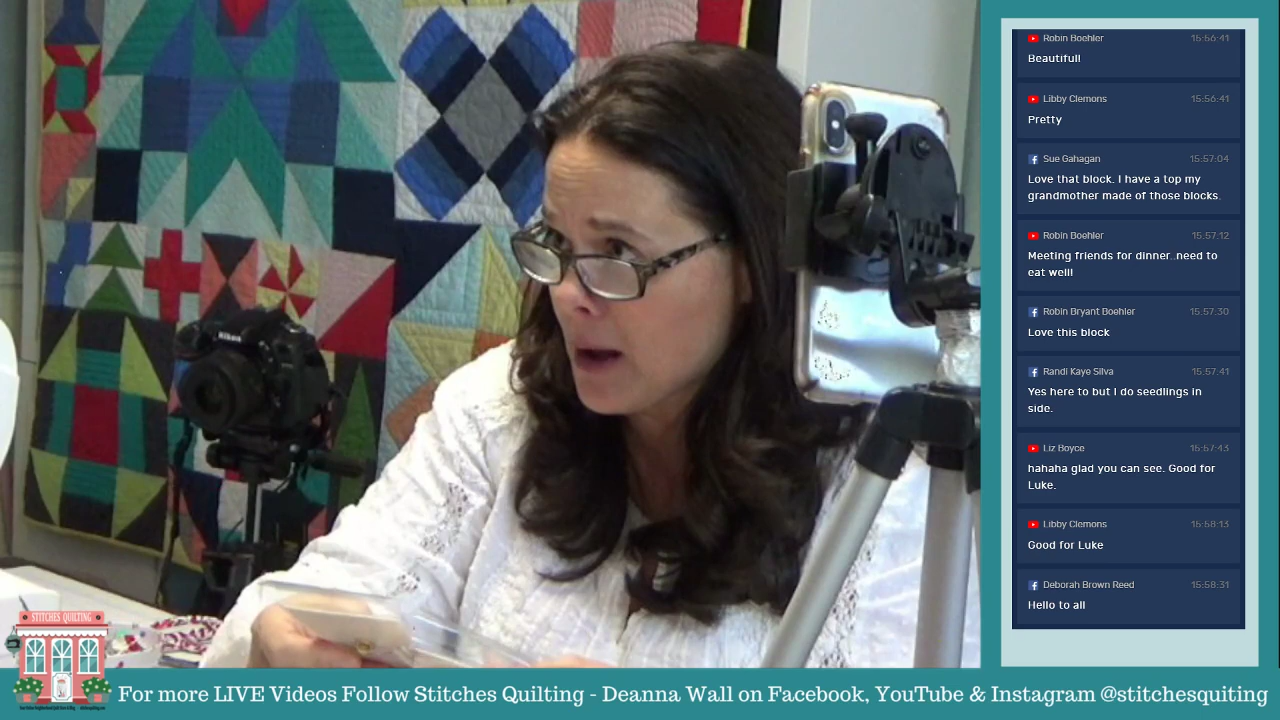 Robin Boehler 15:56:41
Beautifull
Libby Clemons 15:56:41
Pretty
Sue Gahagan 15:57:04
Love that block. I have a top my
grandmother made of those blocks.
Robin Boehler 15:57:12
Meeting friends for dinner..need to
eat welll
Robin Bryant Boehler 15:57:30
Love this block
Randi Kaye Silva 15:57:41
Yes here to but I do seedlings in
side.
Liz Boyce 15:57:43
hahaha glad you can see. Good for
Luke.
Libby Clemons 15:58:13
Good for Luke
Deborah Brown Reed 15:58:31
Hello to all
Nikon
STITCHES QUILTING
For more LIVE Videos Follow Stitches Quilting - Deanna Wall on Facebook, YouTube & Instagram @stitchesquiting